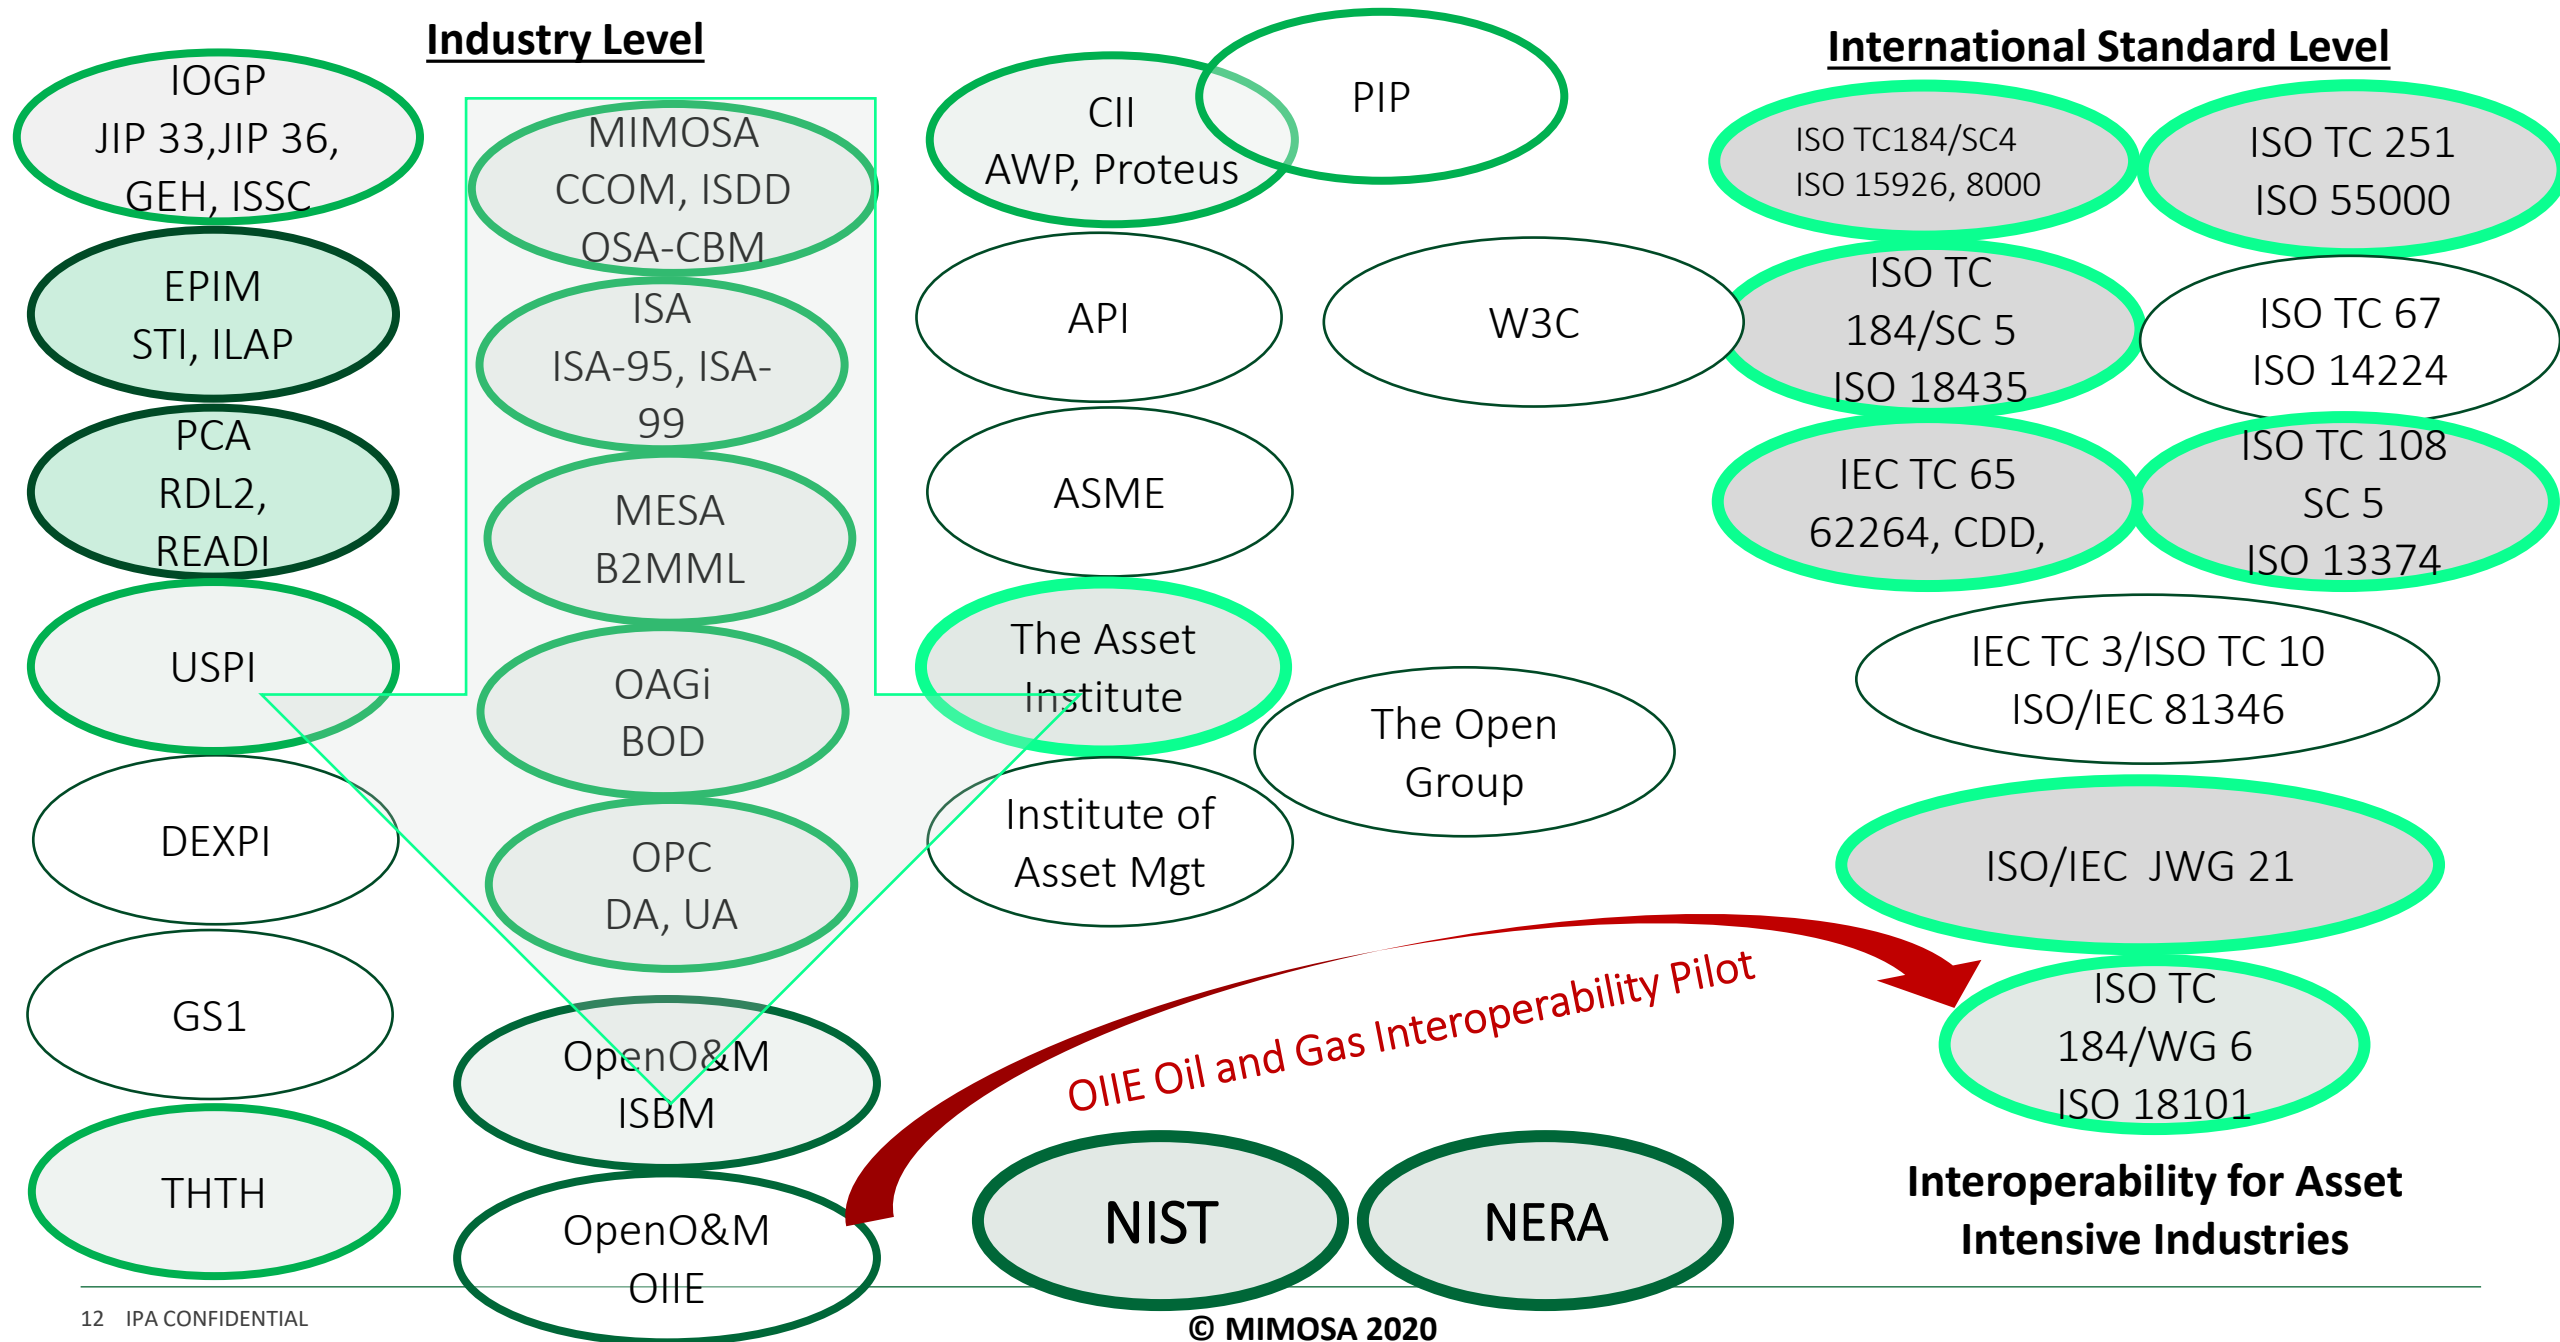 Industry Level
International Standard Level
IOGP
JIP 33,JIP 36,
GEH, ISSC
EPIM
STI, ILAP
PCA
RDL2,
READI
USPI
DEXPI
GS1
THTH
MIMOSA
CCOM, ISDD
OSA-CBM
ISA
ISA-95, ISA-
99
MESA
B2MML
OAGi
BOD
OPC
DA, UA
OpenO&M
ISBM
OpenO&M
OIIE
CII
AWP, Proteus
PIP
API
W3C
ASME
The Asset
Institute
The Open
Group
Institute of
Asset Mgt
OIIE Oil and Gas Interoperability Pilot
NIST
NERA
ISO TC184/SC4
ISO 15926, 8000
ISO TC 251
ISO 55000
ISO TC
184/SC 5
ISO 18435
ISO TC 67
ISO 14224
IEC TC 65
62264, CDD,
ISO TC 108
SC 5
ISO 13374
IEC TC 3/ISO TC 10
ISO/IEC 81346
ISO/IEC  JWG 21
ISO TC
184/WG 6
ISO 18101
Interoperability for Asset
Intensive Industries
12 IPA CONFIDENTIAL
© MIMOSA 2020